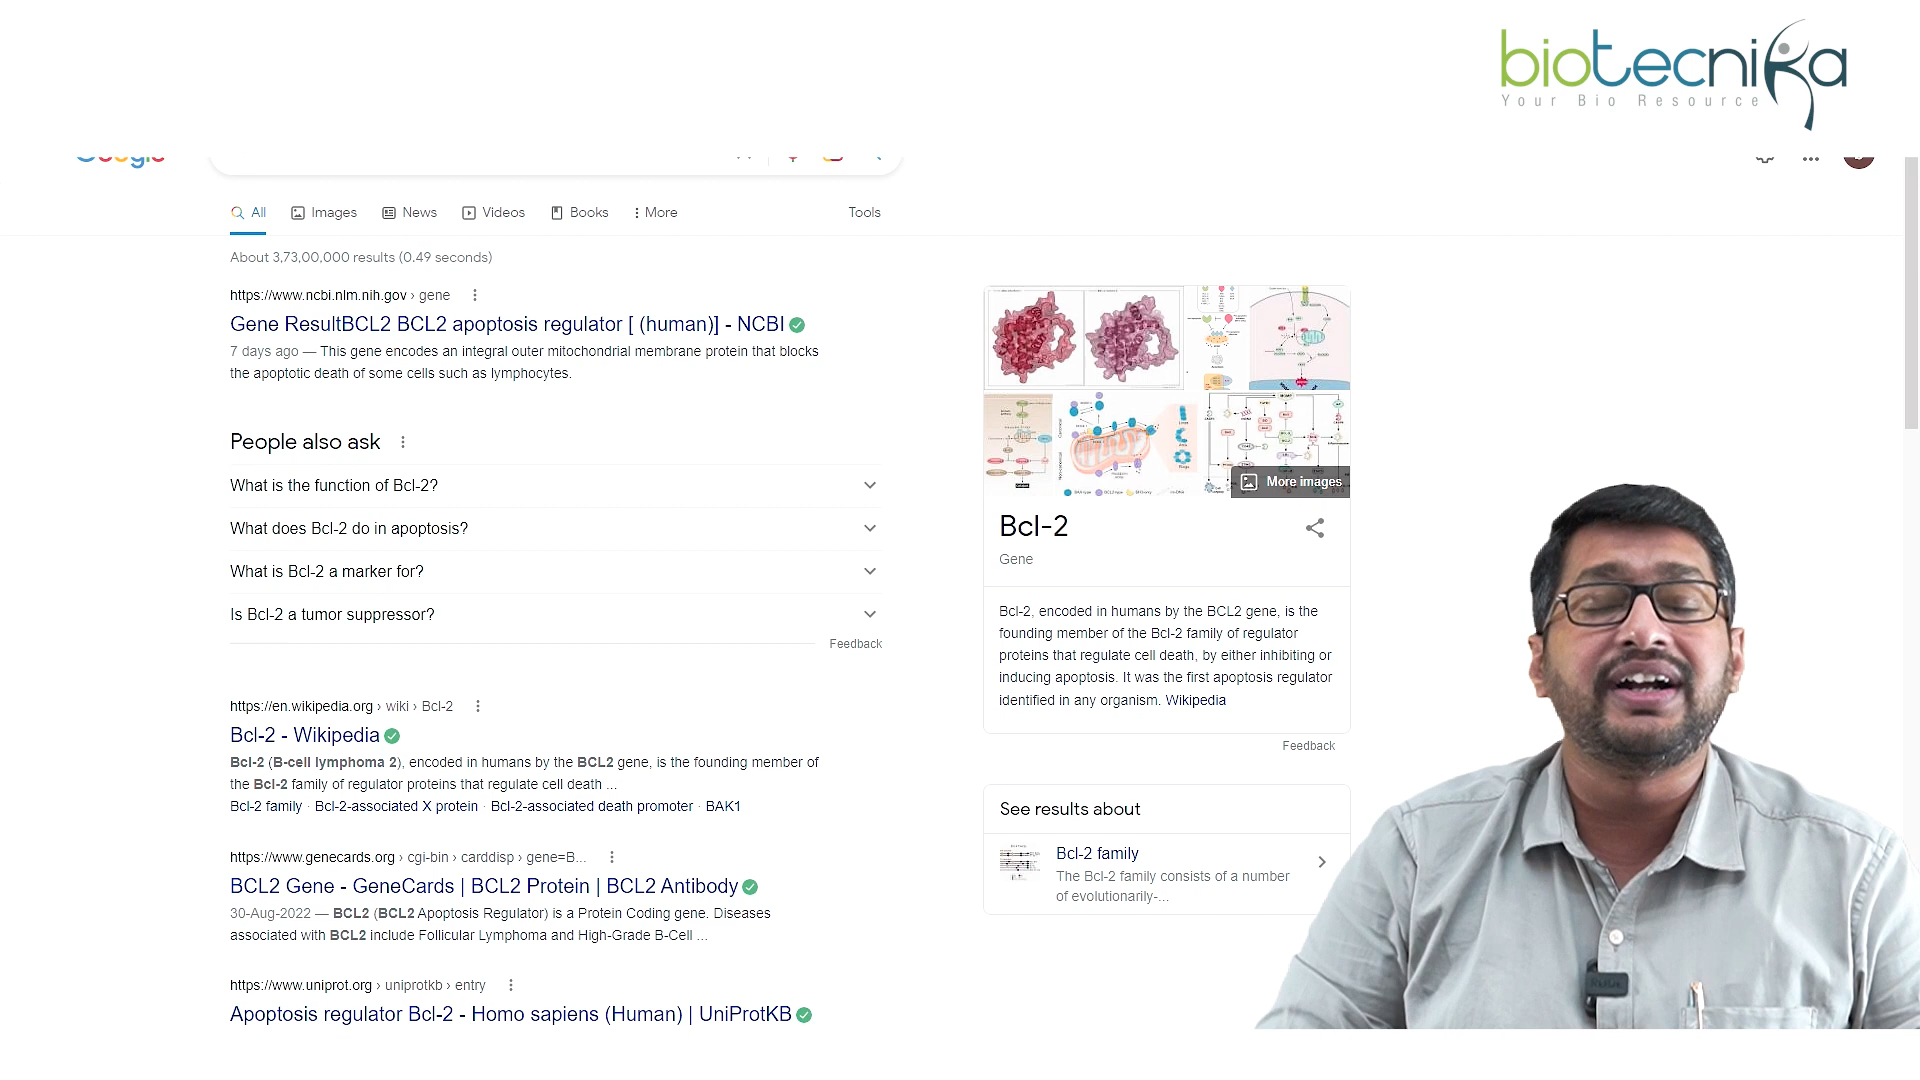 biotecnika
Your Bio Resource
Google
All
Images
News
Videos
Books
More
Tools
About 3,73,00,000 results (0.49 seconds)
https://www.ncbi.nlm.nih.gov › gene
Gene ResultBCL2 BCL2 apoptosis regulator [ (human)] - NCBI
7 days ago — This gene encodes an integral outer mitochondrial membrane protein that blocks
the apoptotic death of some cells such as lymphocytes.
People also ask
What is the function of Bcl-2?
What does Bcl-2 do in apoptosis?
What is Bcl-2 a marker for?
Is Bcl-2 a tumor suppressor?
Feedback
https://en.wikipedia.org › wiki › Bcl-2
Bcl-2 - Wikipedia
Bcl-2 (B-cell lymphoma 2), encoded in humans by the BCL2 gene, is the founding member of
the Bcl-2 family of regulator proteins that regulate cell death ...
Bcl-2 family · Bcl-2-associated X protein · Bcl-2-associated death promoter · BAK1
https://www.genecards.org › cgi-bin › carddisp › gene=B...
BCL2 Gene - GeneCards | BCL2 Protein | BCL2 Antibody
30-Aug-2022 — BCL2 (BCL2 Apoptosis Regulator) is a Protein Coding gene. Diseases
associated with BCL2 include Follicular Lymphoma and High-Grade B-Cell ...
https://www.uniprot.org › uniprotkb › entry
Apoptosis regulator Bcl-2 - Homo sapiens (Human) | UniProtKB
More images
Bcl-2
Gene
Bcl-2, encoded in humans by the BCL2 gene, is the
founding member of the Bcl-2 family of regulator
proteins that regulate cell death, by either inhibiting or
inducing apoptosis. It was the first apoptosis regulator
identified in any organism. Wikipedia
Feedback
See results about
Bcl-2 family
The Bcl-2 family consists of a number
of evolutionarily-...